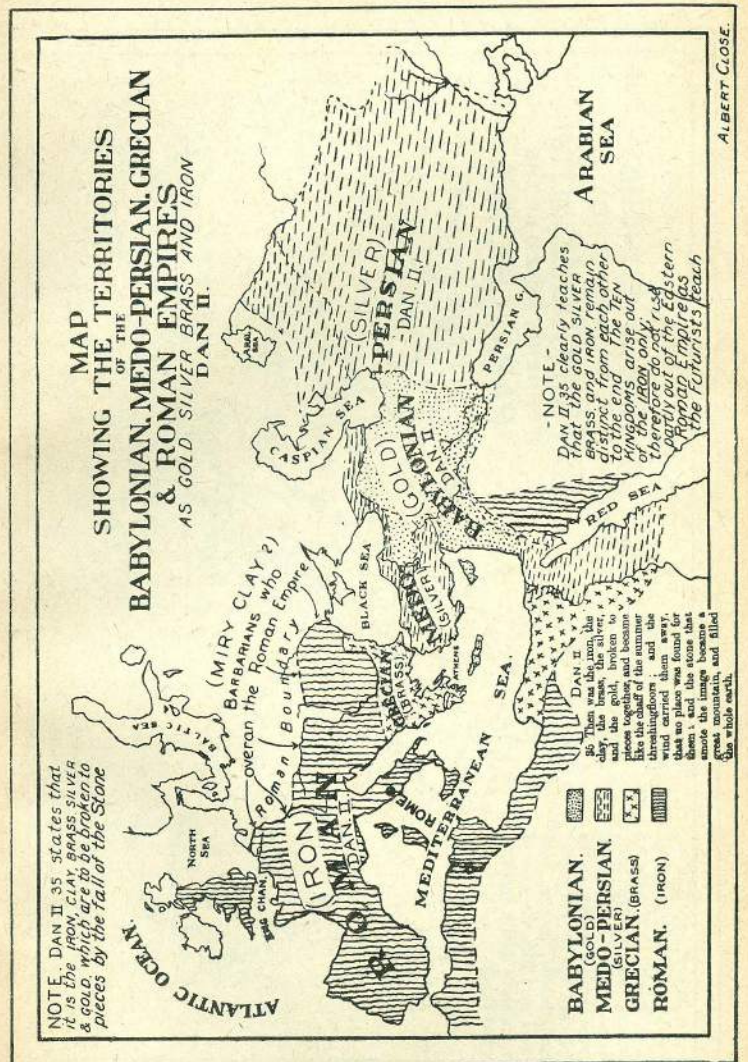 MAP
SHOWING THE TERRITORIES
OF THE
BABYLONIAN, MEDO-PERSIAN, GRECIAN
& ROMAN EMPIRES
AS GOLD SILVER BRASS AND IRON
DAN II.
NOTE. DAN II 35 states that
it is the IRON, CLAY, BRASS, SILVER
& GOLD, which are to be broken to
pieces by the fall of the Stone
ATLANTIC OCEAN.
NORTH
SEA
BALTIC SEA
ENG CHAN.
(MIRY CLAY ?)
BARBARIANS who
overan the Roman Empire
Roman Boundary
(IRON)
ROMAN
DAN. II.
ROME
MEDITERRANEAN SEA.
GRECIAN
(BRASS)
ATHENS
BLACK SEA
MEDO
(SILVER)
CASPIAN SEA
ARAL
SEA
(GOLD)
BABYLONIAN
DAN II
(SILVER)
PERSIAN
DAN II.
PERSIAN G.
RED SEA
ARABIAN
SEA
- NOTE -
DAN II, 35 clearly teaches
that the GOLD SILVER
BRASS and IRON remain
distinct from each other
to the end. The TEN
KINGDOMS arise out
of the IRON only:
therefore do not rise
partly out of the Eastern
Roman Empire as
the Futurists teach
BABYLONIAN.
(GOLD)
MEDO-PERSIAN.
(SILVER)
GRECIAN. (BRASS)
ROMAN. (IRON)
DAN II
35 Then was the iron, the
clay, the brass, the silver,
and the gold, broken to
pieces together, and became
like the chaff of the summer
threshingfloors; and the
wind carried them away,
that no place was found for
them: and the stone that
smote the image became a
great mountain, and filled
the whole earth.
ALBERT CLOSE.